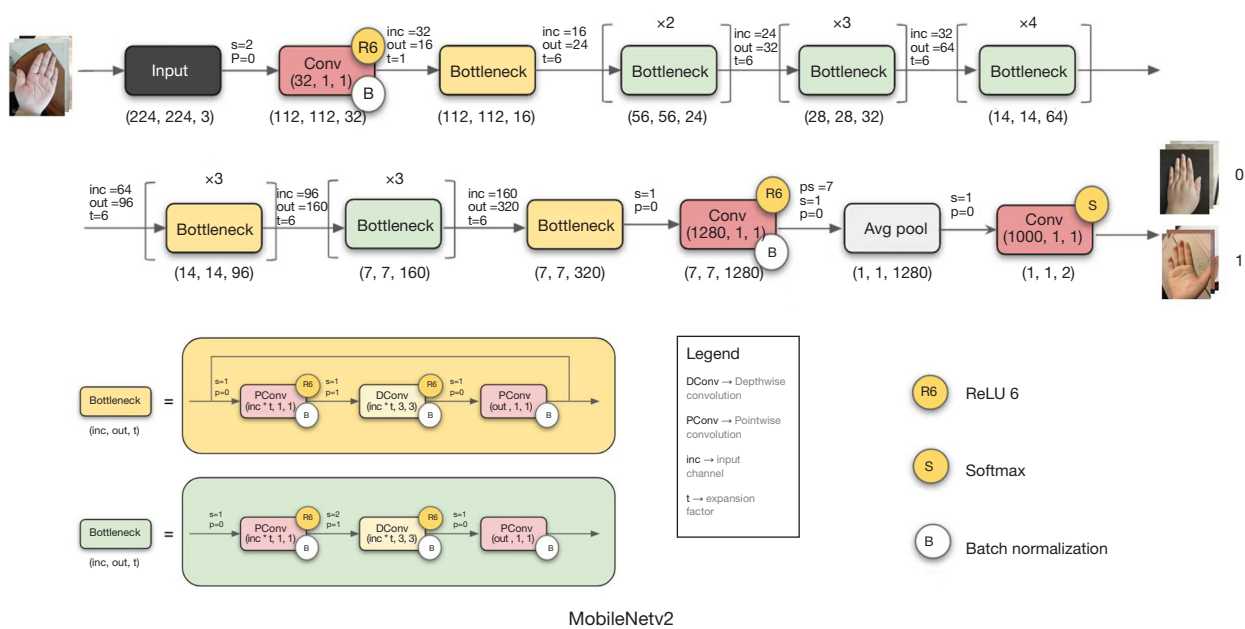 ×2
×3
×4
s=2
P=0
inc =32
out =16
t=1
inc =16
out =24
t=6
inc =24
out =32
t=6
inc =32
out =64
t=6
Input
Conv
(32, 1, 1)
R6
B
Bottleneck
Bottleneck
Bottleneck
Bottleneck
(224, 224, 3)
(112, 112, 32)
(112, 112, 16)
(56, 56, 24)
(28, 28, 32)
(14, 14, 64)
inc =64
out =96
t=6
×3
inc =96
out =160
t=6
×3
inc =160
out =320
t=6
s=1
p=0
ps =7
s=1
p=0
s=1
p=0
Bottleneck
Bottleneck
Bottleneck
Conv
(1280, 1, 1)
R6
B
Avg pool
Conv
(1000, 1, 1)
S
0
1
(14, 14, 96)
(7, 7, 160)
(7, 7, 320)
(7, 7, 1280)
(1, 1, 1280)
(1, 1, 2)
Bottleneck
=
(inc, out, t)
s=1
p=0
PConv
(inc * t, 1, 1)
R6
B
s=1
p=1
DConv
(inc * t, 3, 3)
R6
B
s=1
p=0
PConv
(out , 1, 1)
B
Bottleneck
=
(inc, out, t)
s=1
p=0
PConv
(inc * t, 1, 1)
R6
B
s=2
p=1
DConv
(inc * t, 3, 3)
R6
B
s=1
p=0
PConv
(out , 1, 1)
B
Legend
DConv → Depthwise
convolution
PConv → Pointwise
convolution
inc → input
channel
t → expansion
factor
R6 ReLU 6
S Softmax
B Batch normalization
MobileNetv2